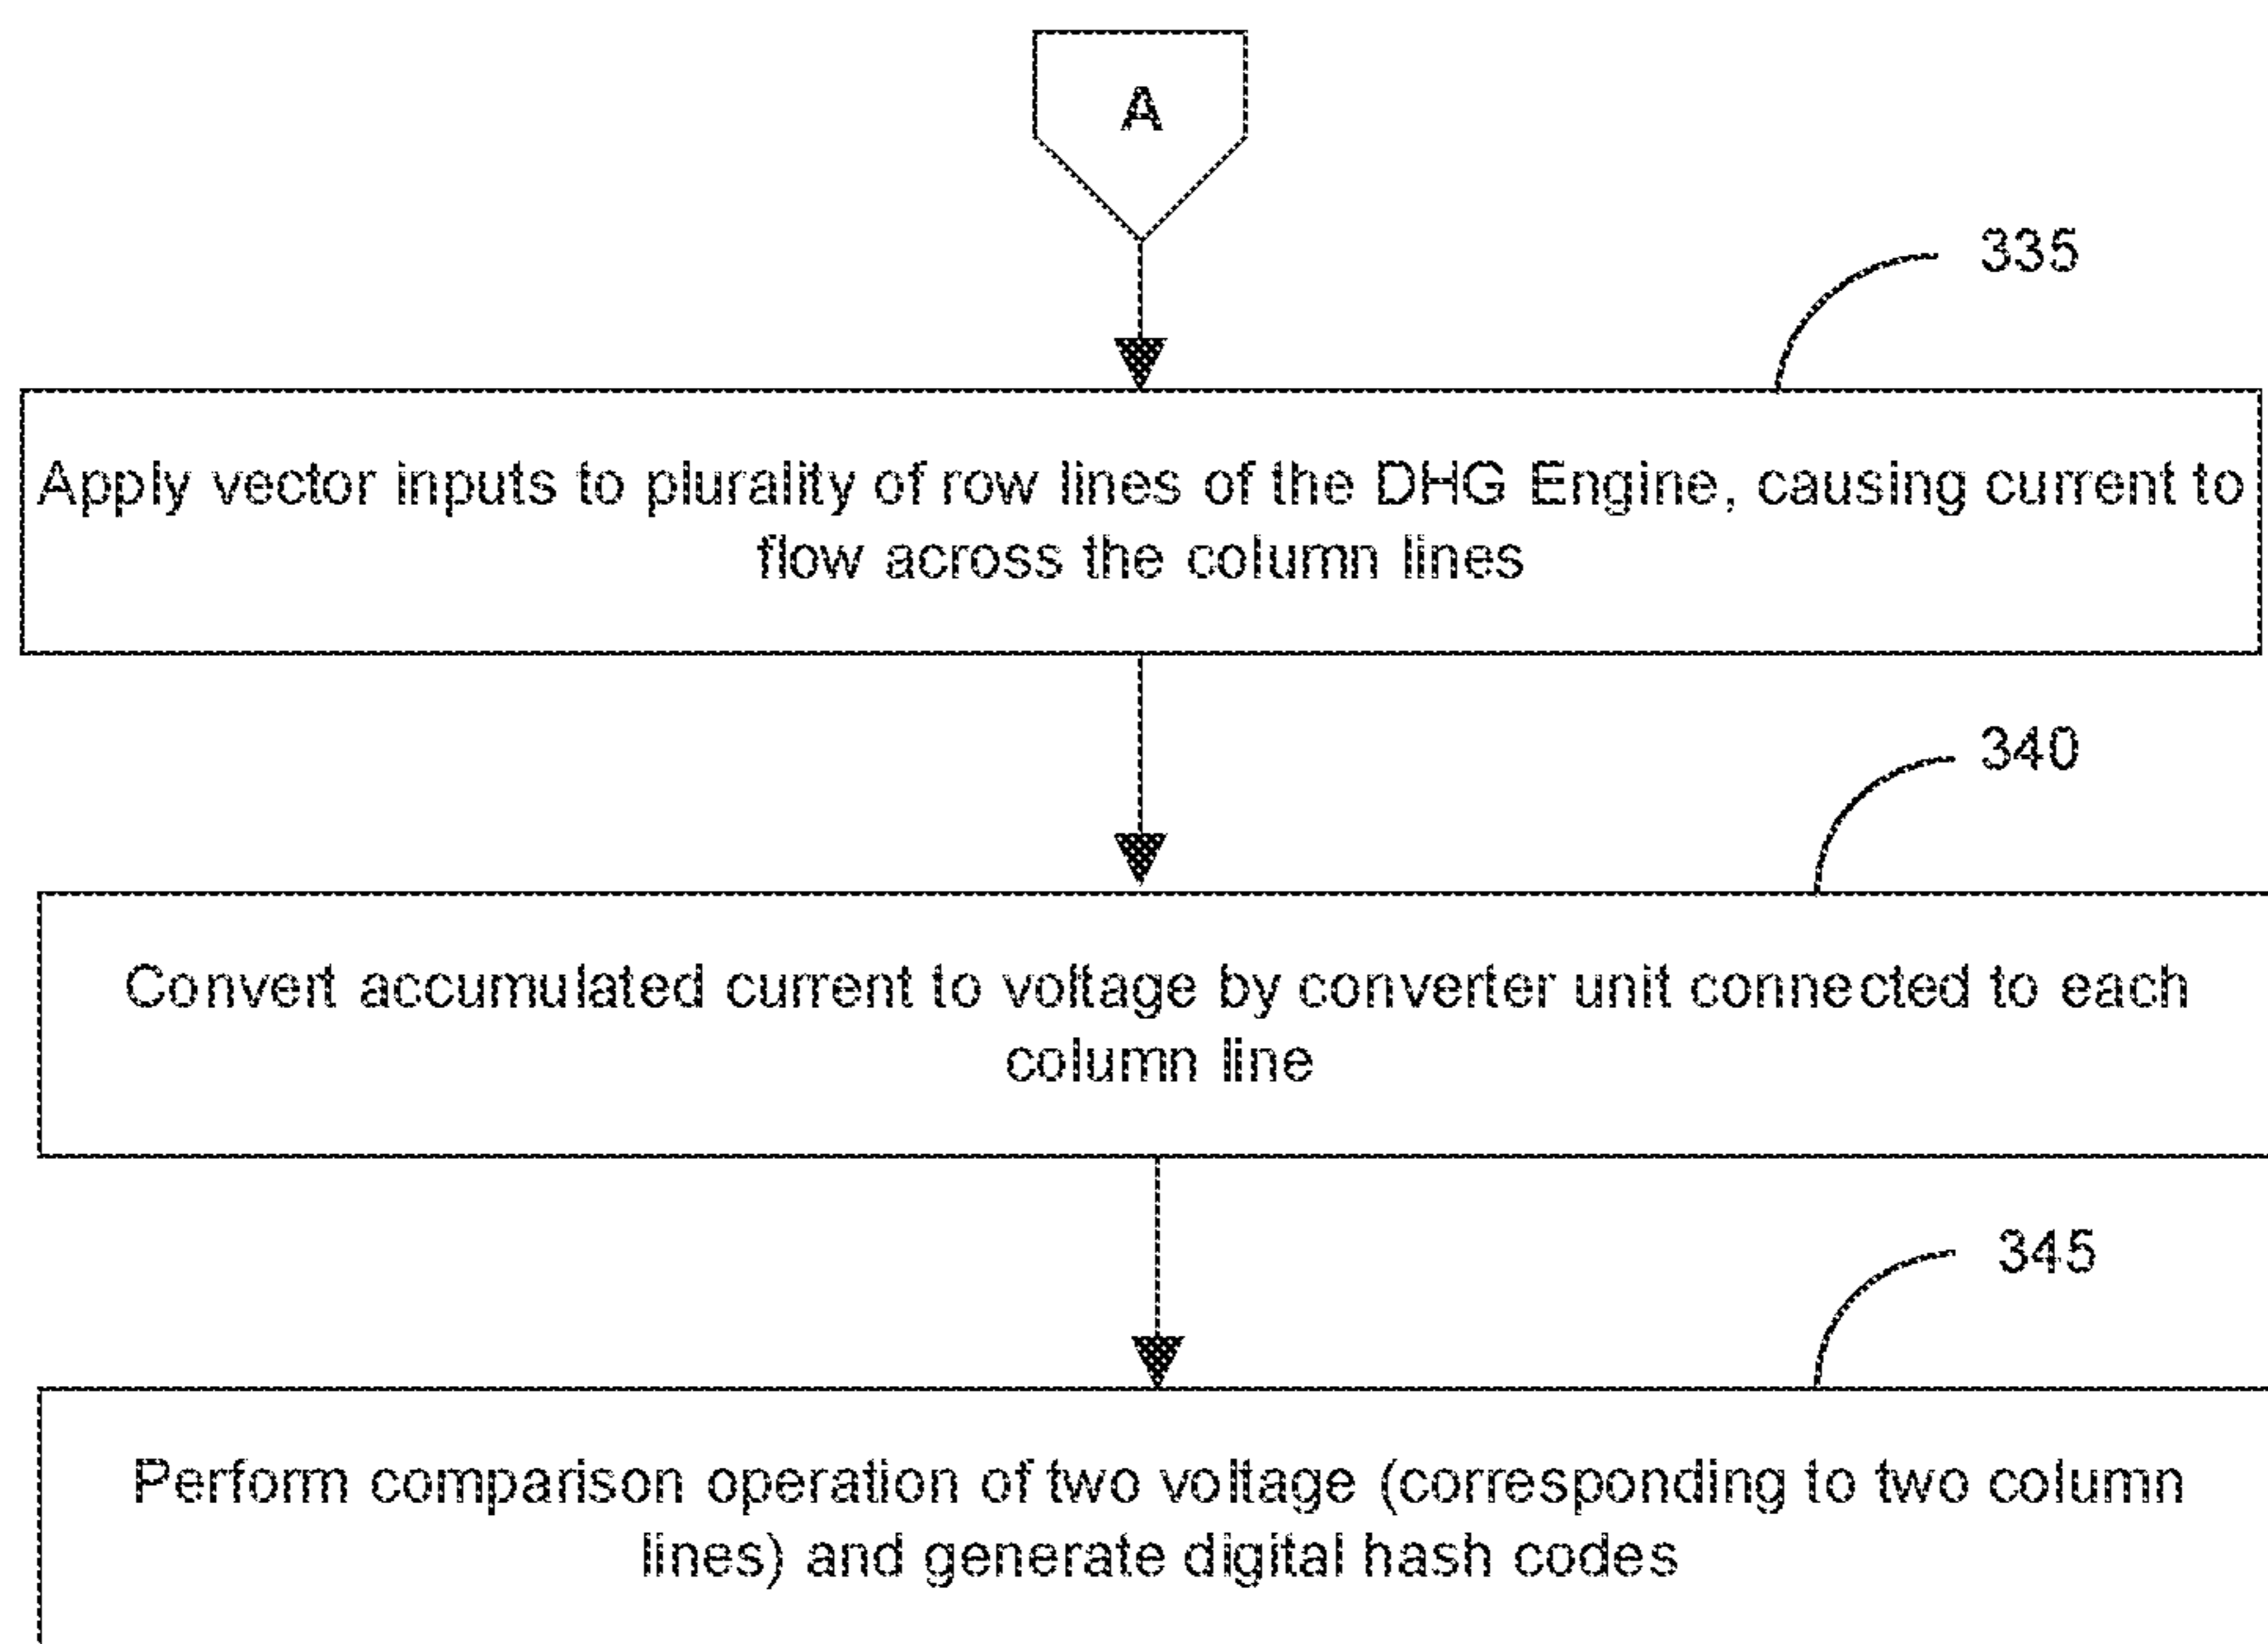 A
335
Apply vector inputs to plurality of row lines of the DHG Engine, causing current to
flow across the column lines
340
Convert accumulated current to voltage by converter unit connected to each
column line
345
Perform comparison operation of two voltage (corresponding to two column
lines) and generate digital hash codes